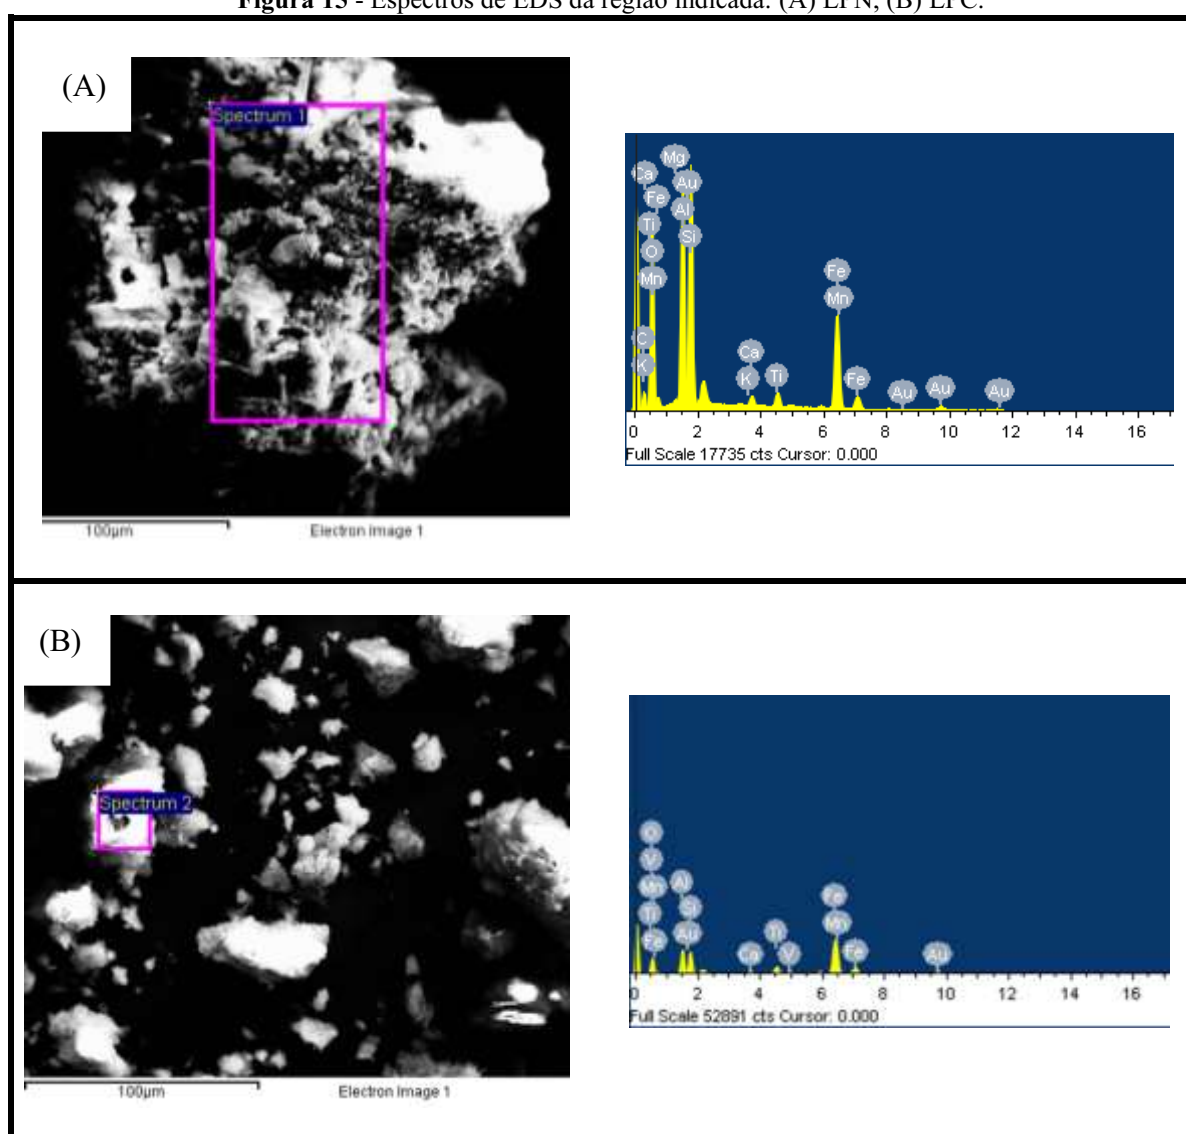 Figura 15 - Espectros de EDS da região indicada. (A) LPN; (B) LPC.
(A)
Spectrum 1
100µm
Electron Image 1
Mg
Ca
Au
Fe
Al
Ti
Si
O
Mn
C
K
Fe
Mn
Ca
K
Ti
Fe
Au
Au
Au
0 2 4 6 8 10 12 14 16
Full Scale 17735 cts Cursor: 0.000
(B)
Spectrum 2
100µm
Electron Image 1
O
V
Mn
Ti
Fe
Al
Si
Au
Ca
Ti
V
Fe
Mn
Fe
Au
0 2 4 6 8 10 12 14 16
Full Scale 52891 cts Cursor: 0.000